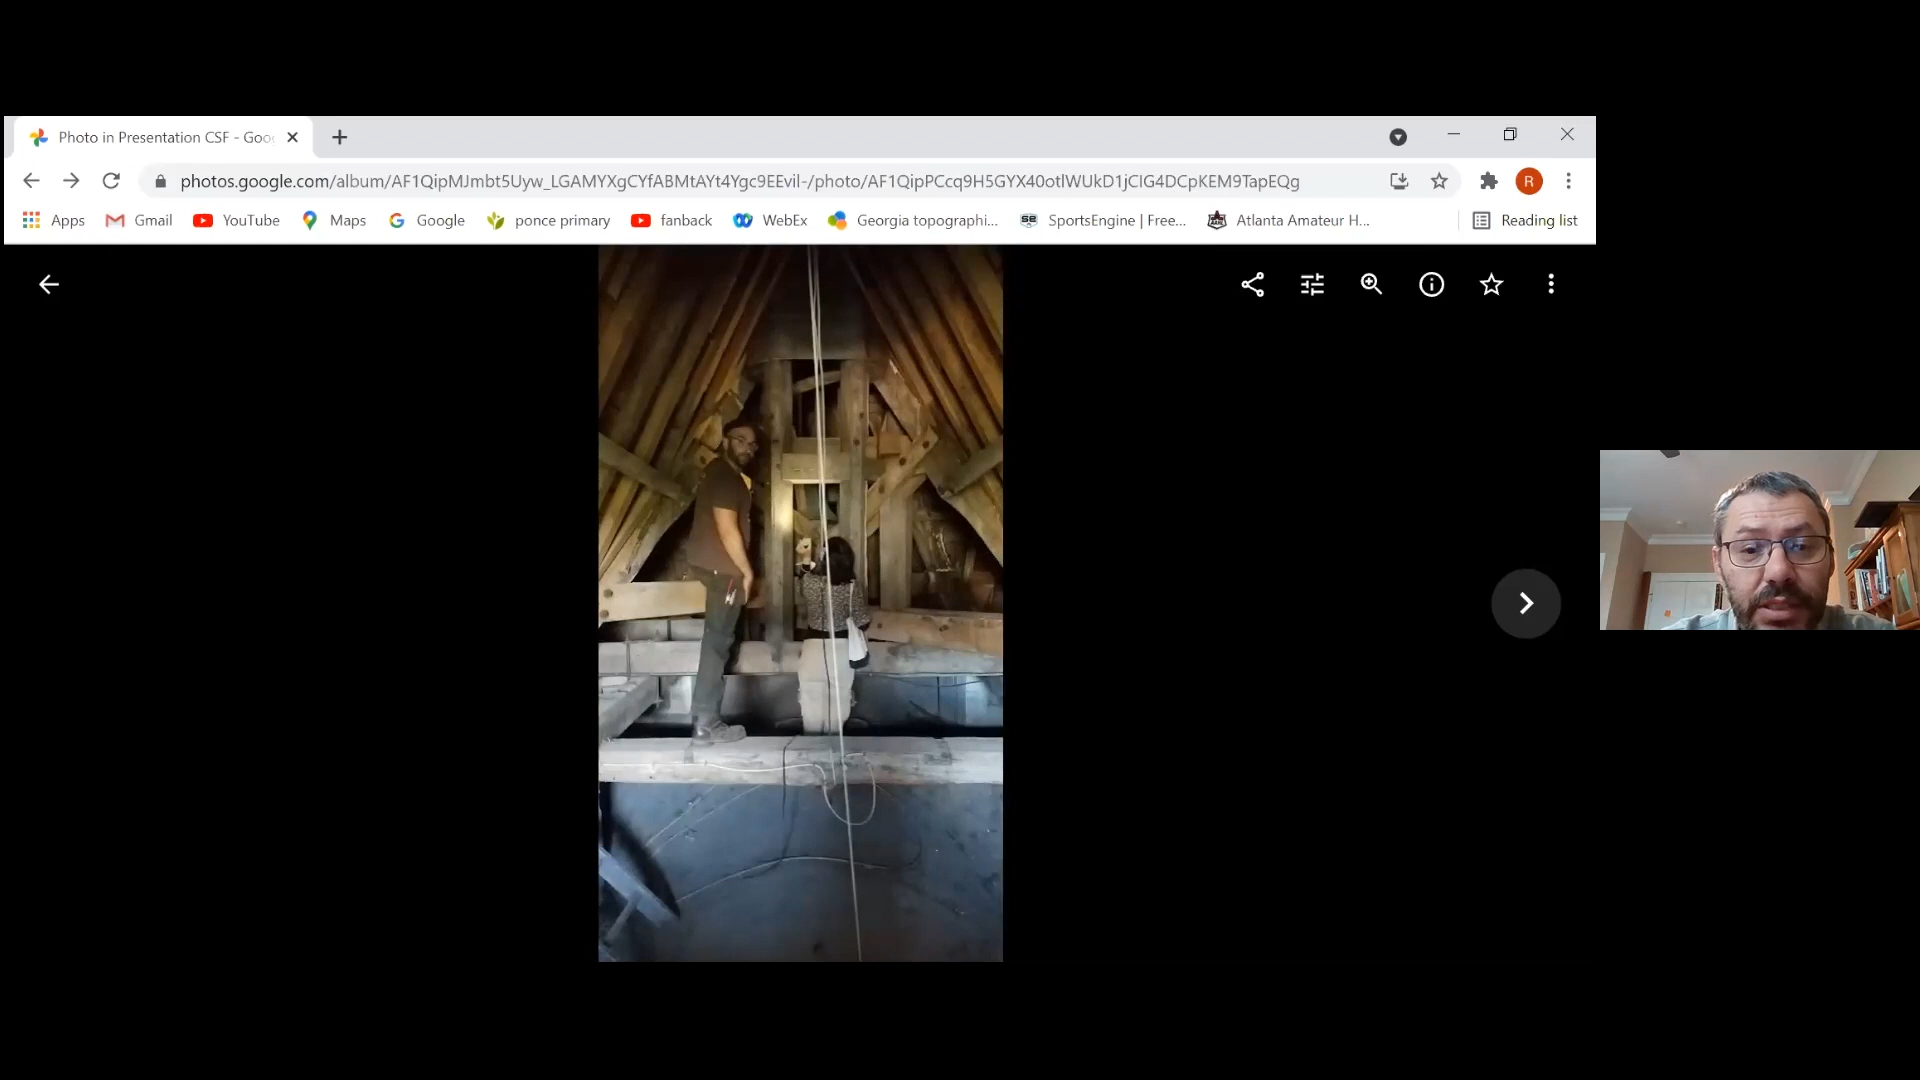 Photo in Presentation CSF - Goo
photos.google.com/album/AF1QipMJmbt5Uyw_LGAMYXgCYfABMtAYt4Ygc9EEvil-/photo/AF1QipPCcq9H5GYX40otlWUkD1jClG4DCpKEM9TapEQg
R
Apps Gmail YouTube Maps Google ponce primary fanback WebEx Georgia topographi... SE SportsEngine | Free... Atlanta Amateur H... Reading list